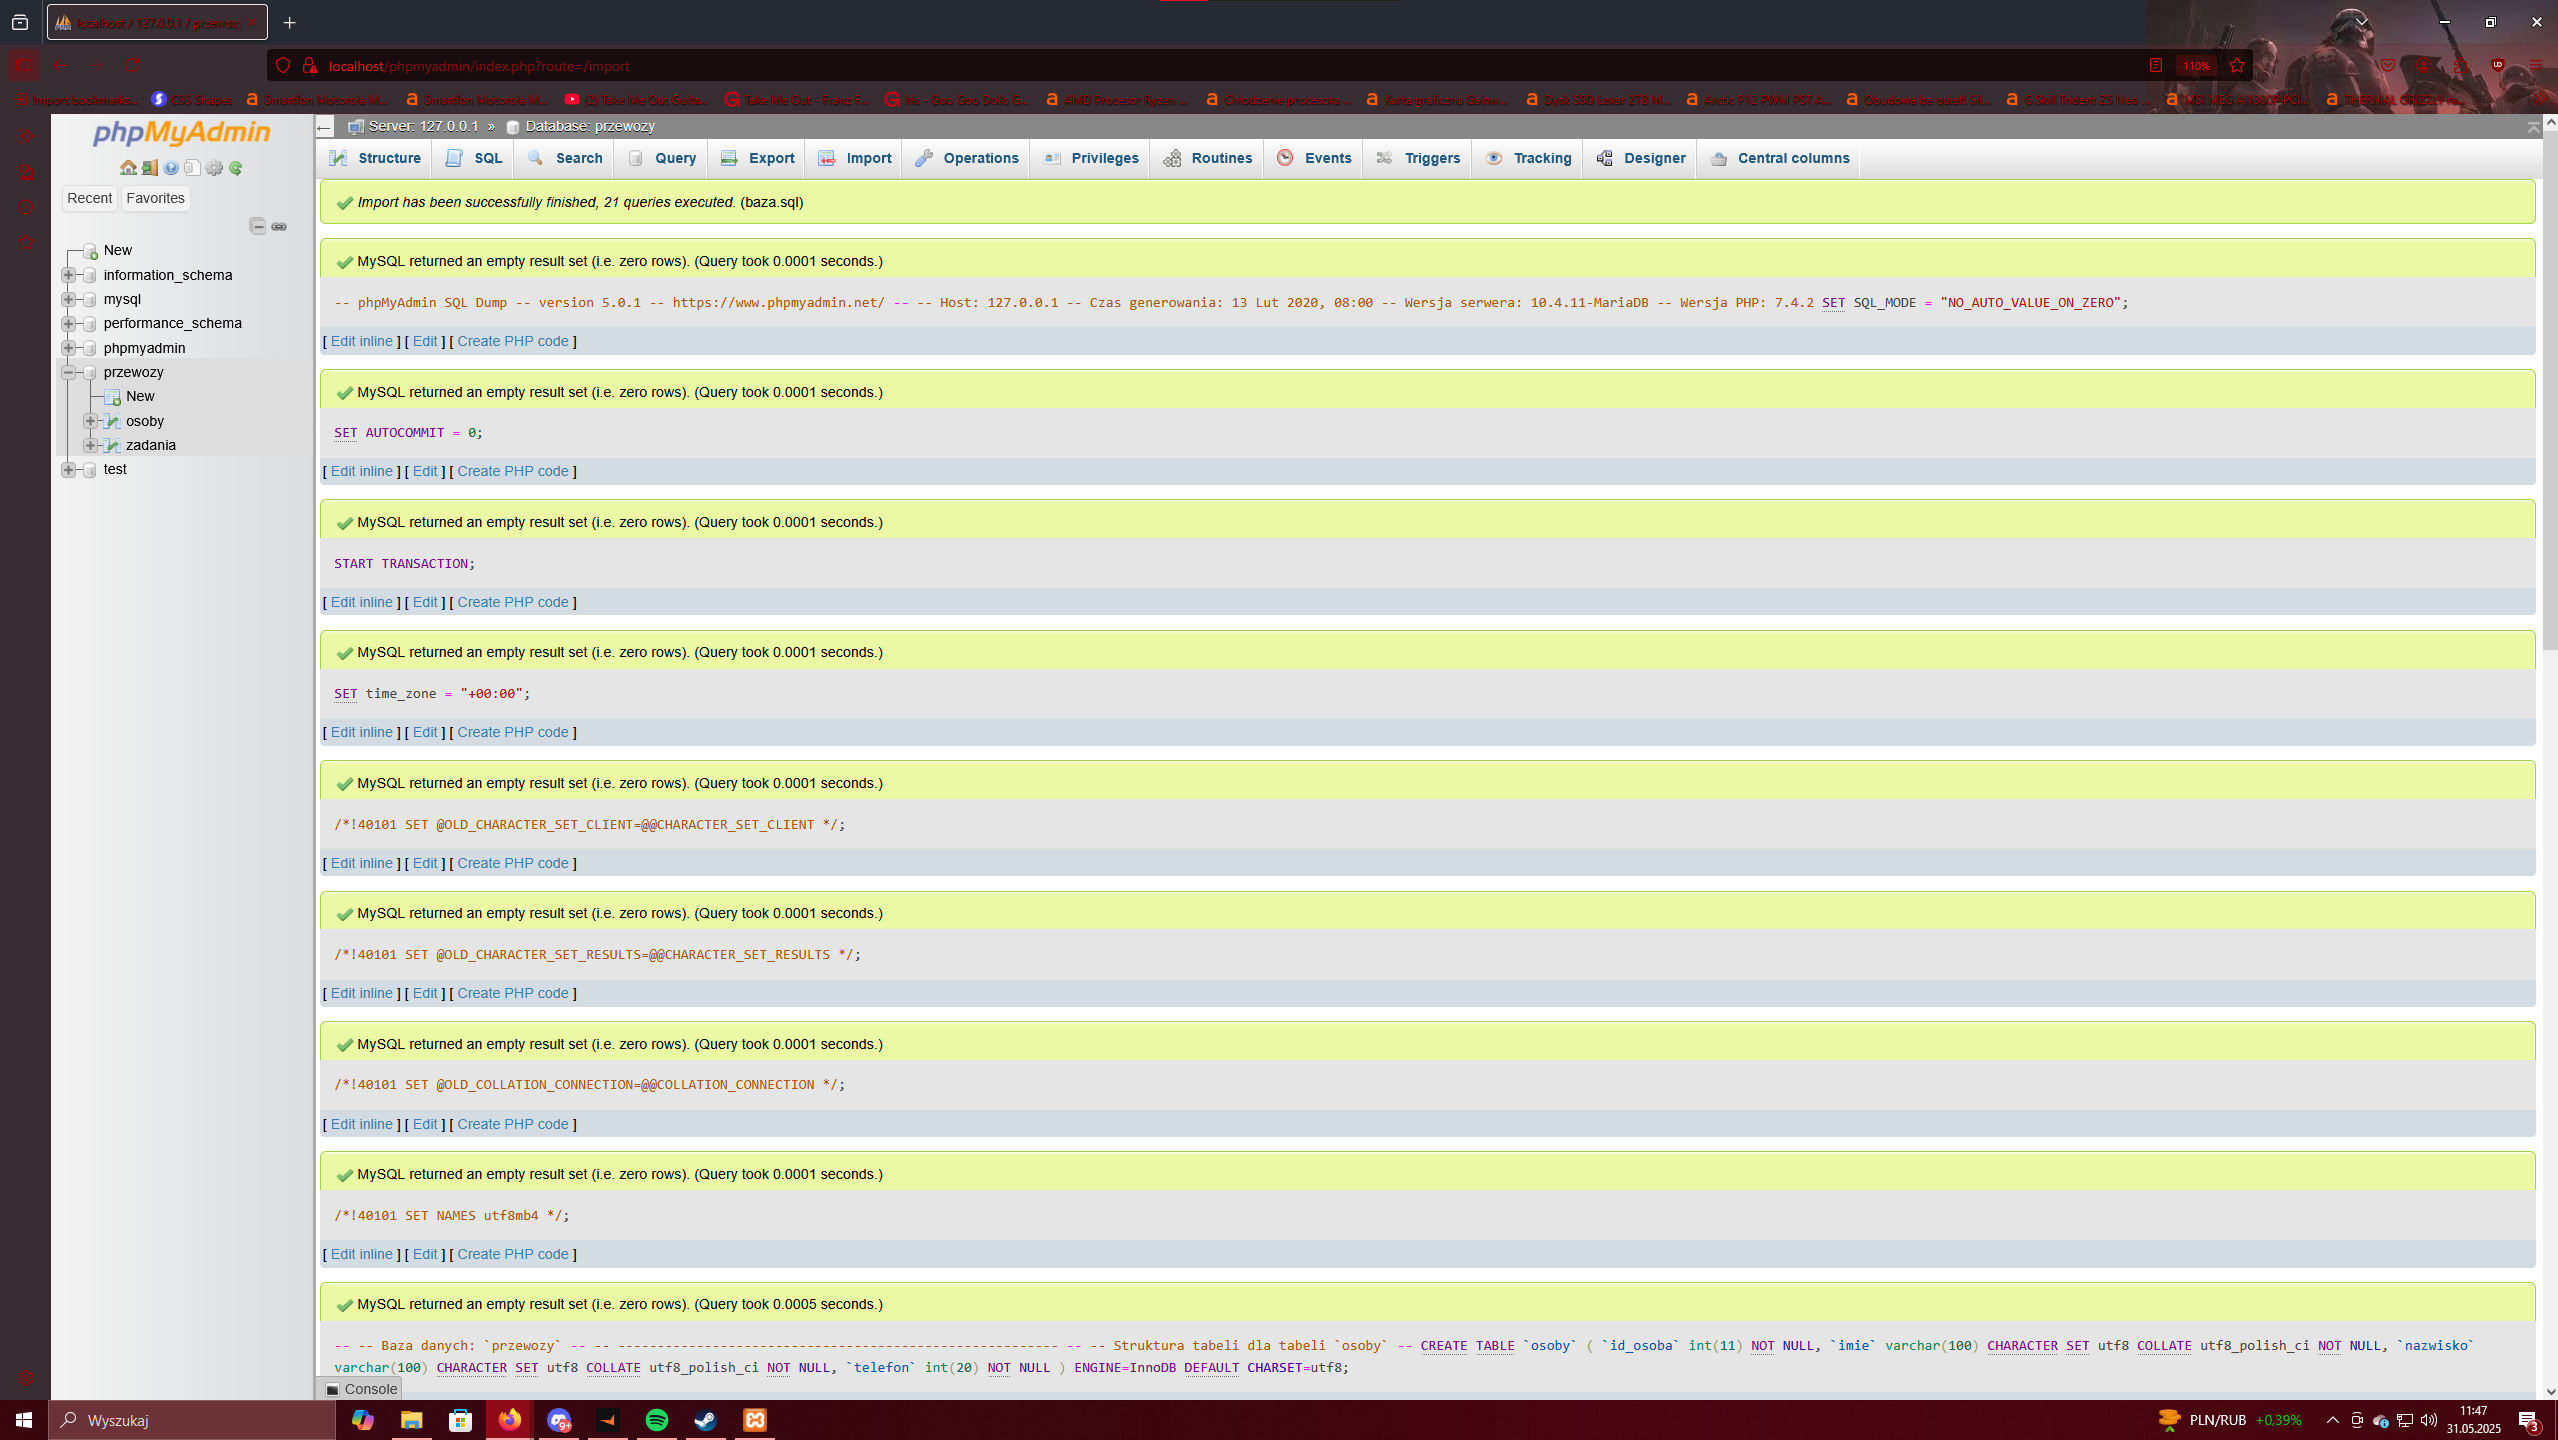 localhost / 127.0.0.1 / przewozy
localhost/phpmyadmin/index.php?route=/import
110%
Import bookmarks...
CSS Shapes
Smartfon Motorola M...
Smartfon Motorola M...
(2) Take Me Out Guita...
Take Me Out - Franz F...
Iris - Goo Goo Dolls G...
AMD Procesor Ryzen ...
Chłodzenie procesora ...
Karta graficzna Gainw...
Dysk SSD Lexar 2TB M...
Arctic P12 PWM PST A...
Obudowa be quiet! Sil...
G.Skill Trident Z5 Neo ...
phpMyAdmin
Recent
Favorites
New
information_schema
mysql
performance_schema
phpmyadmin
przewozy
New
osoby
zadania
test
Server: 127.0.0.1 » Database: przewozy
Structure
SQL
Search
Query
Export
Import
Operations
Privileges
Routines
Events
Triggers
Tracking
Designer
Central columns
Import has been successfully finished, 21 queries executed. (baza.sql)
MySQL returned an empty result set (i.e. zero rows). (Query took 0.0001 seconds.)
-- phpMyAdmin SQL Dump -- version 5.0.1 -- https://www.phpmyadmin.net/ -- -- Host: 127.0.0.1 -- Czas generowania: 13 Lut 2020, 08:00 -- Wersja serwera: 10.4.11-MariaDB -- Wersja PHP: 7.4.2 SET SQL_MODE = "NO_AUTO_VALUE_ON_ZERO";
[ Edit inline ] [ Edit ] [ Create PHP code ]
MySQL returned an empty result set (i.e. zero rows). (Query took 0.0001 seconds.)
SET AUTOCOMMIT = 0;
[ Edit inline ] [ Edit ] [ Create PHP code ]
MySQL returned an empty result set (i.e. zero rows). (Query took 0.0001 seconds.)
START TRANSACTION;
[ Edit inline ] [ Edit ] [ Create PHP code ]
MySQL returned an empty result set (i.e. zero rows). (Query took 0.0001 seconds.)
SET time_zone = "+00:00";
[ Edit inline ] [ Edit ] [ Create PHP code ]
MySQL returned an empty result set (i.e. zero rows). (Query took 0.0001 seconds.)
/*!40101 SET @OLD_CHARACTER_SET_CLIENT=@@CHARACTER_SET_CLIENT */;
[ Edit inline ] [ Edit ] [ Create PHP code ]
MySQL returned an empty result set (i.e. zero rows). (Query took 0.0001 seconds.)
/*!40101 SET @OLD_CHARACTER_SET_RESULTS=@@CHARACTER_SET_RESULTS */;
[ Edit inline ] [ Edit ] [ Create PHP code ]
MySQL returned an empty result set (i.e. zero rows). (Query took 0.0001 seconds.)
/*!40101 SET @OLD_COLLATION_CONNECTION=@@COLLATION_CONNECTION */;
[ Edit inline ] [ Edit ] [ Create PHP code ]
MySQL returned an empty result set (i.e. zero rows). (Query took 0.0001 seconds.)
/*!40101 SET NAMES utf8mb4 */;
[ Edit inline ] [ Edit ] [ Create PHP code ]
MySQL returned an empty result set (i.e. zero rows). (Query took 0.0005 seconds.)
-- -- Baza danych: `przewozy` -- -- -------------------------------------------------------- -- -- Struktura tabeli dla tabeli `osoby` -- CREATE TABLE `osoby` ( `id_osoba` int(11) NOT NULL, `imie` varchar(100) CHARACTER SET utf8 COLLATE utf8_polish_ci NOT NULL, `nazwisko`
varchar(100) CHARACTER SET utf8 COLLATE utf8_polish_ci NOT NULL, `telefon` int(20) NOT NULL ) ENGINE=InnoDB DEFAULT CHARSET=utf8;
Console
Wyszukaj
9+
PLN/RUB +0,39%
11:47
31.05.2025
3